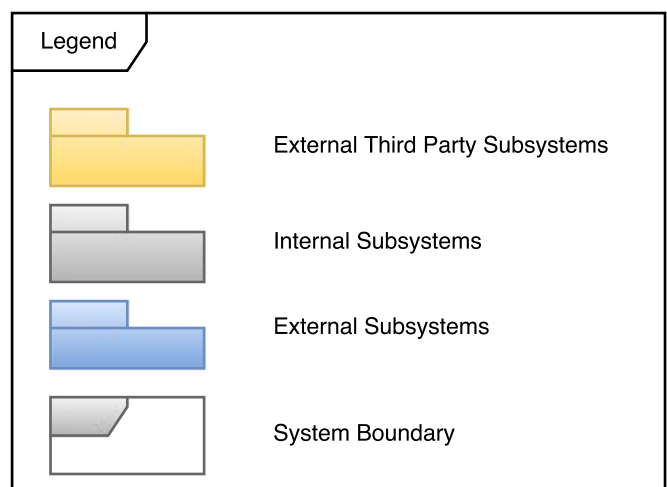 Legend
External Third Party Subsystems
Internal Subsystems
External Subsystems
System Boundary